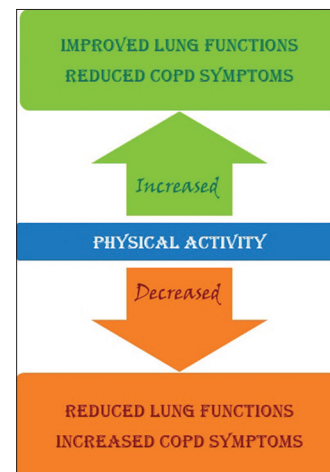 IMPROVED LUNG FUNCTIONS
REDUCED COPD SYMPTOMS
Increased
PHYSICAL ACTIVITY
Decreased
REDUCED LUNG FUNCTIONS
INCREASED COPD SYMPTOMS